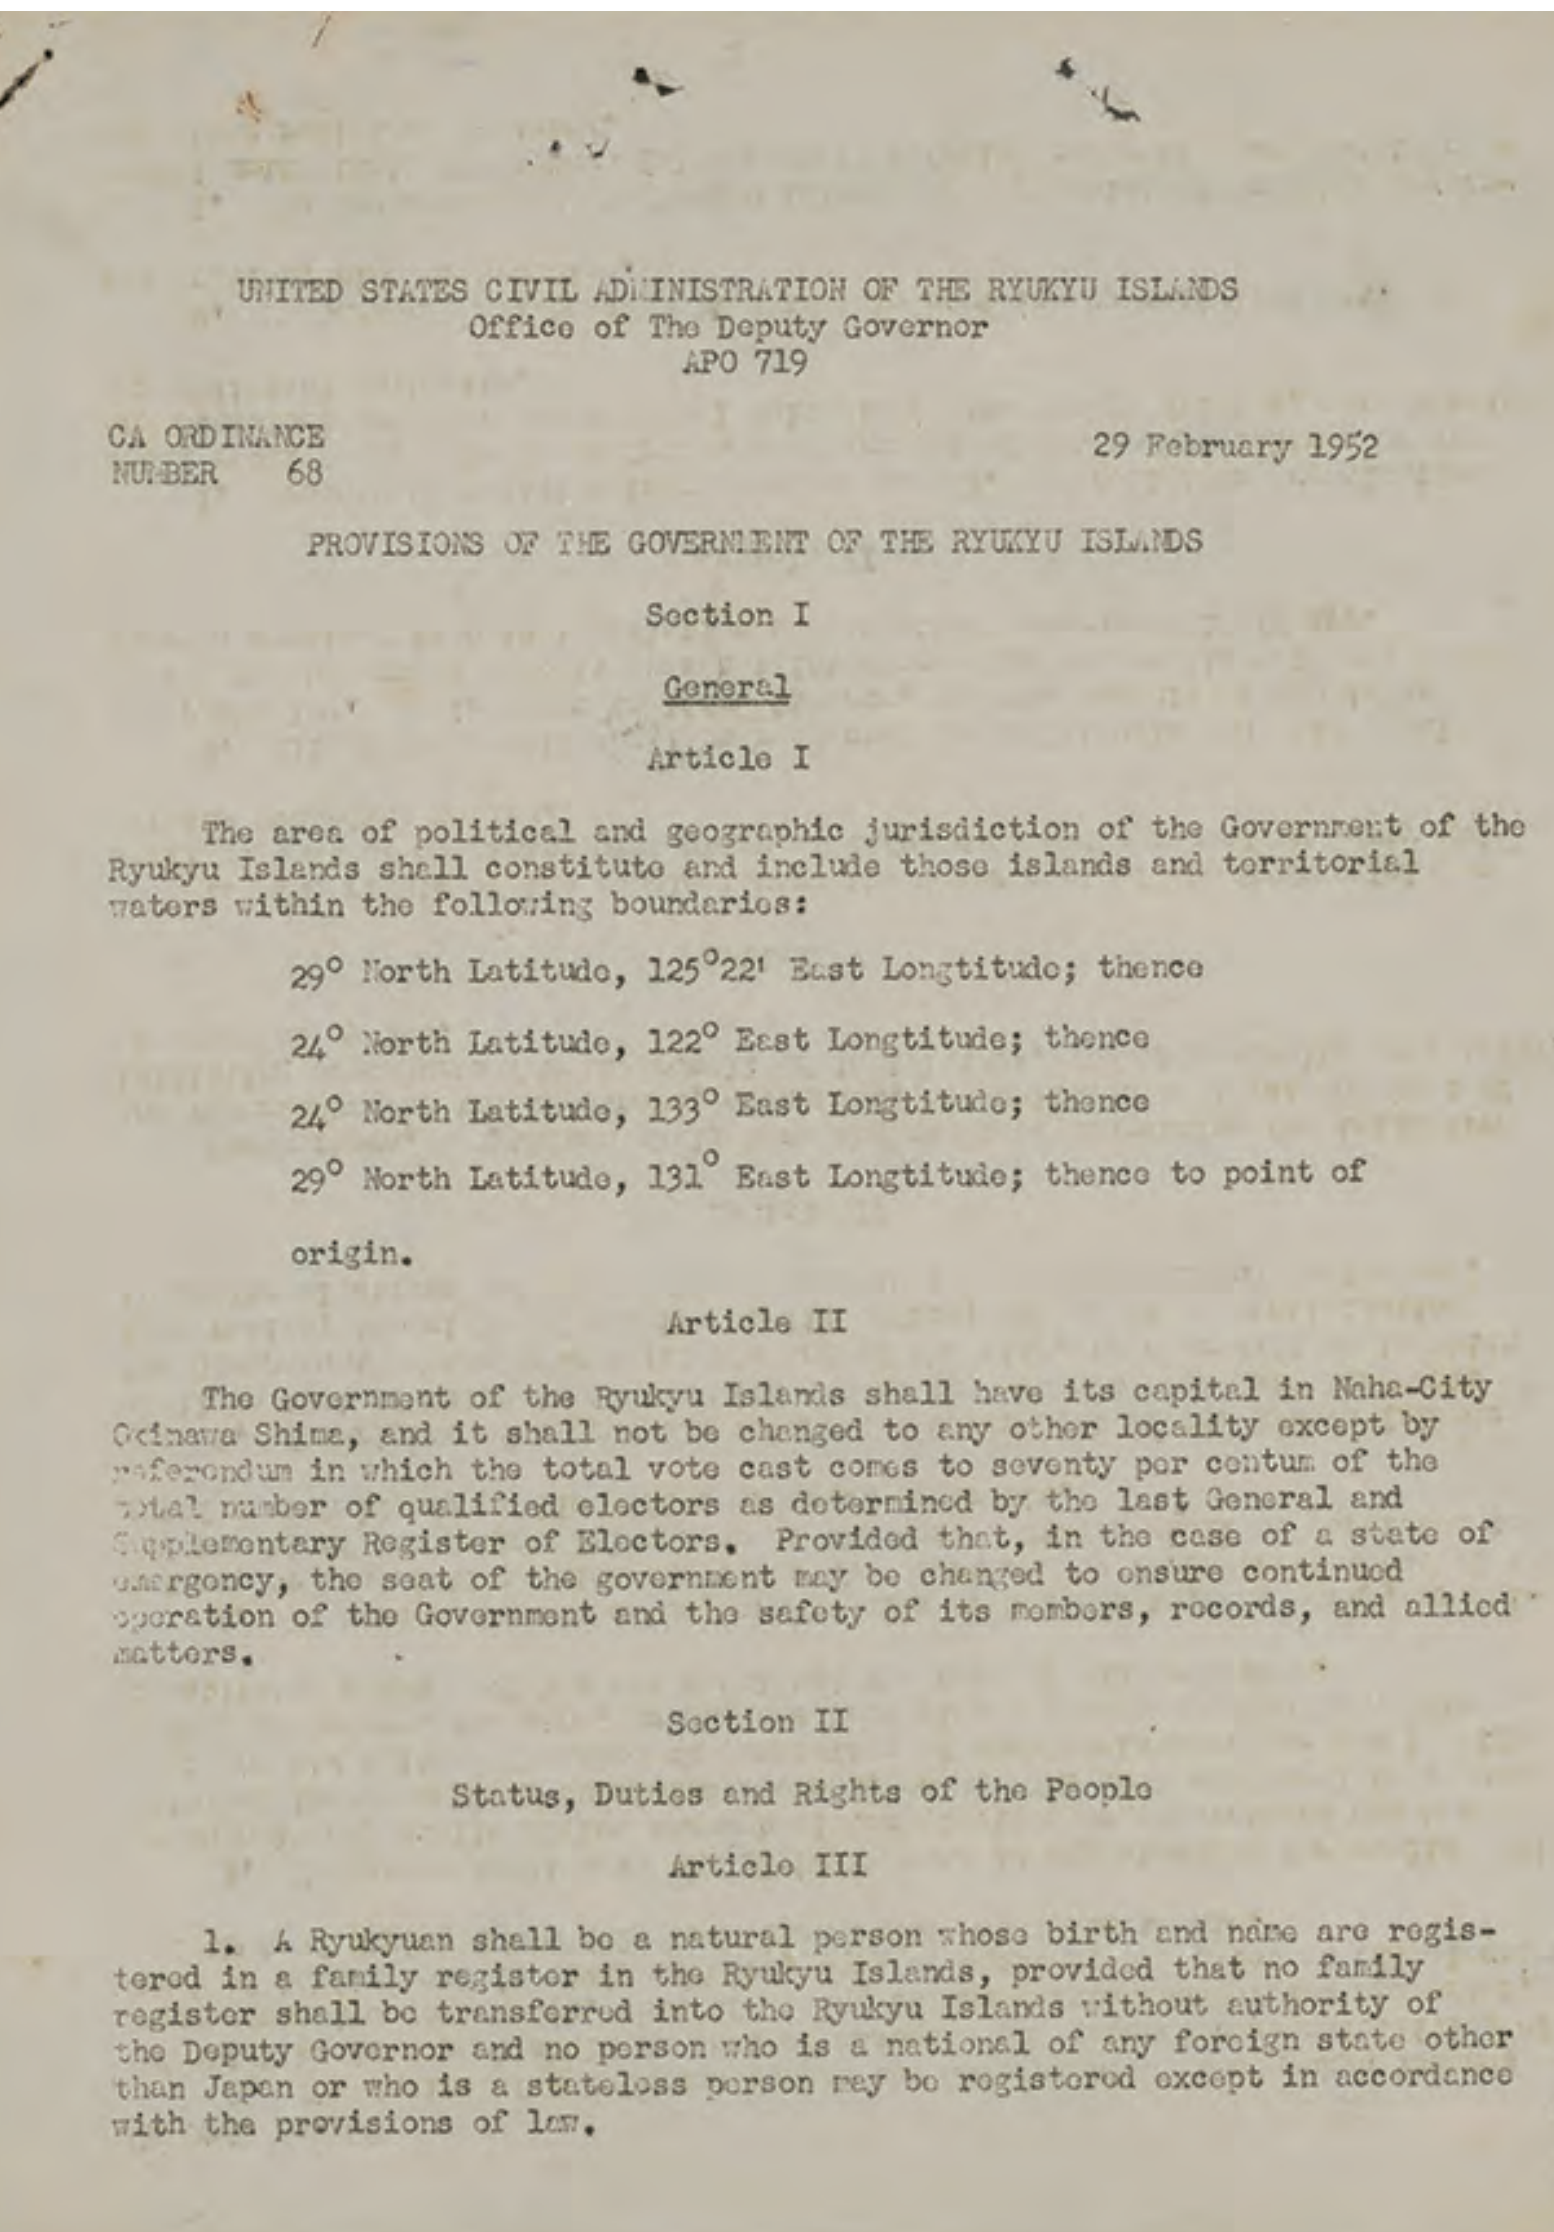 UNITED STATES CIVIL ADMINISTRATION OF THE RYUKYU ISLANDS
Office of The Deputy Governor
APO 719
CA ORDINANCE
NUMBER 68
29 February 1952
PROVISIONS OF THE GOVERNMENT OF THE RYUKYU ISLANDS
Section I
General
Article I
The area of political and geographic jurisdiction of the Government of the
Ryukyu Islands shall constitute and include those islands and territorial
waters within the following boundaries:
29° North Latitude, 125°22' East Longtitude; thence
24° North Latitude, 122° East Longtitude; thence
24° North Latitude, 133° East Longtitude; thence
29° North Latitude, 131° East Longtitude; thence to point of
origin.
Article II
The Government of the Ryukyu Islands shall have its capital in Naha-City
Okinawa Shima, and it shall not be changed to any other locality except by
referendum in which the total vote cast comes to seventy per centum of the
total number of qualified electors as determined by the last General and
Supplementary Register of Electors. Provided that, in the case of a state of
emergency, the seat of the government may be changed to ensure continued
operation of the Government and the safety of its members, records, and allied
matters.
Section II
Status, Duties and Rights of the People
Article III
1. A Ryukyuan shall be a natural person whose birth and name are regis-
tered in a family register in the Ryukyu Islands, provided that no family
register shall be transferred into the Ryukyu Islands without authority of
the Deputy Governor and no person who is a national of any foreign state other
than Japan or who is a stateless person may be registered except in accordance
with the provisions of law.